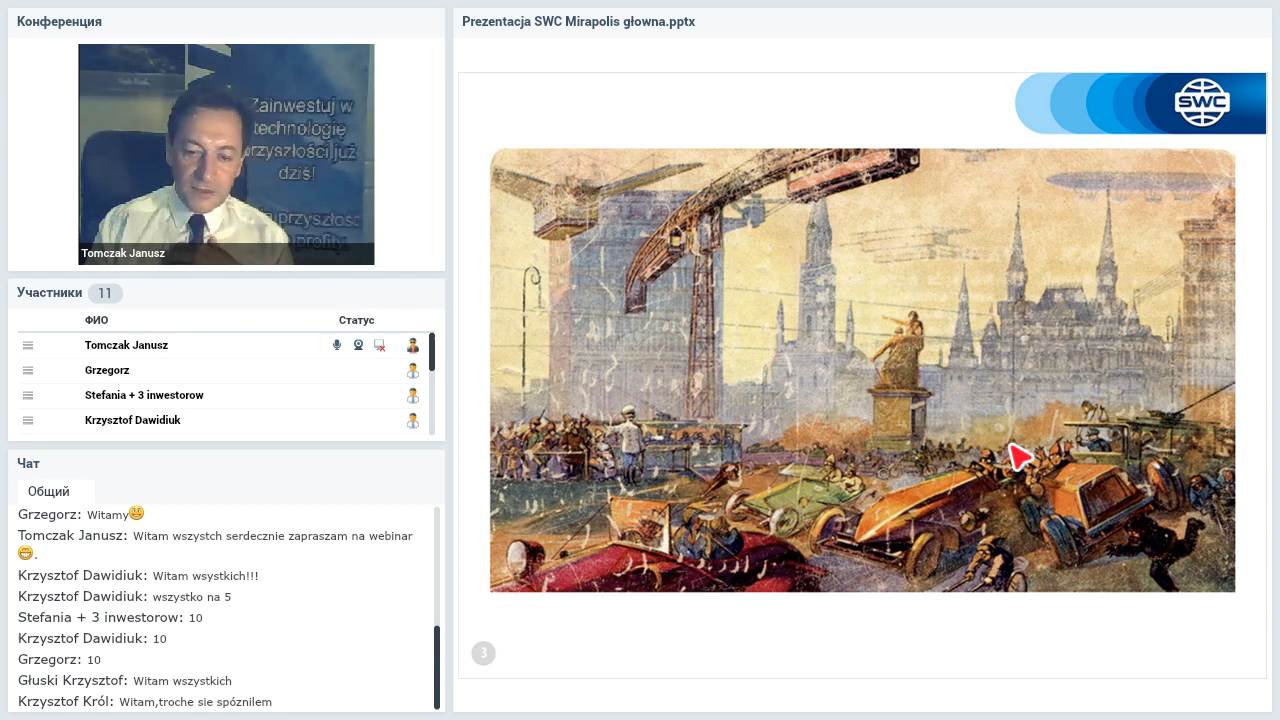 Конференция
Zainwestuj w
technologię
przyszłości już
dziś!
Tomczak Janusz
Участники 11
ФИО Статус
Tomczak Janusz
Grzegorz
Stefania + 3 inwestorow
Krzysztof Dawidiuk
Чат
Общий
Grzegorz: Witamy
Tomczak Janusz: Witam wszystch serdecznie zapraszam na webinar
.
Krzysztof Dawidiuk: Witam wsystkich!!!
Krzysztof Dawidiuk: wszystko na 5
Stefania + 3 inwestorow: 10
Krzysztof Dawidiuk: 10
Grzegorz: 10
Głuski Krzysztof: Witam wszystkich
Krzysztof Król: Witam,troche sie spóznilem
Prezentacja SWC Mirapolis głowna.pptx
SWC
3